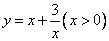 y = x + 3/x (x > 0)